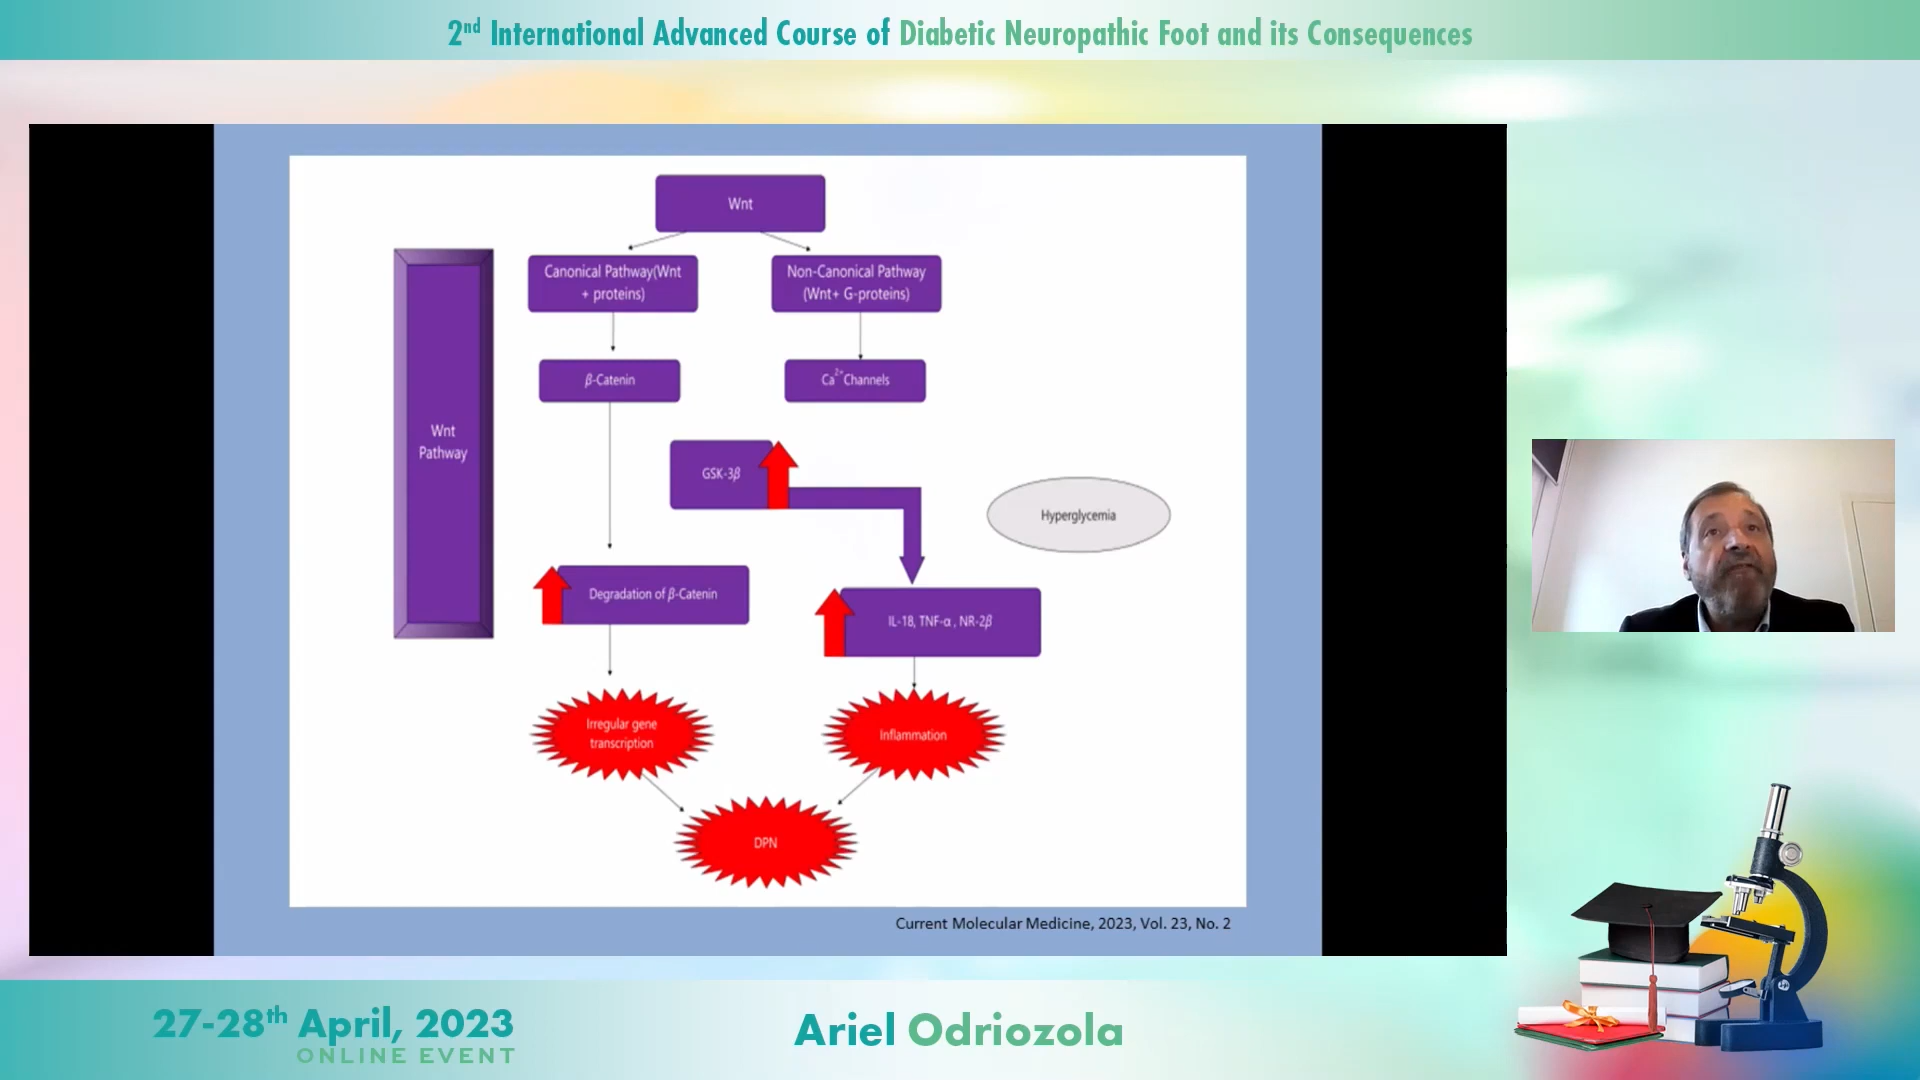 2nd International Advanced Course of Diabetic Neuropathic Foot and its Consequences
Wnt
Canonical Pathway(Wnt
+ proteins)
Non-Canonical Pathway
(Wnt+ G-proteins)
β-Catenin
Ca2+Channels
Wnt
Pathway
GSK-3β
Hyperglycemia
Degradation of β-Catenin
IL-18, TNF-α , NR-2β
Irregular gene
transcription
Inflammation
DPN
Current Molecular Medicine, 2023, Vol. 23, No. 2
27-28th April, 2023
ONLINE EVENT
Ariel Odriozola